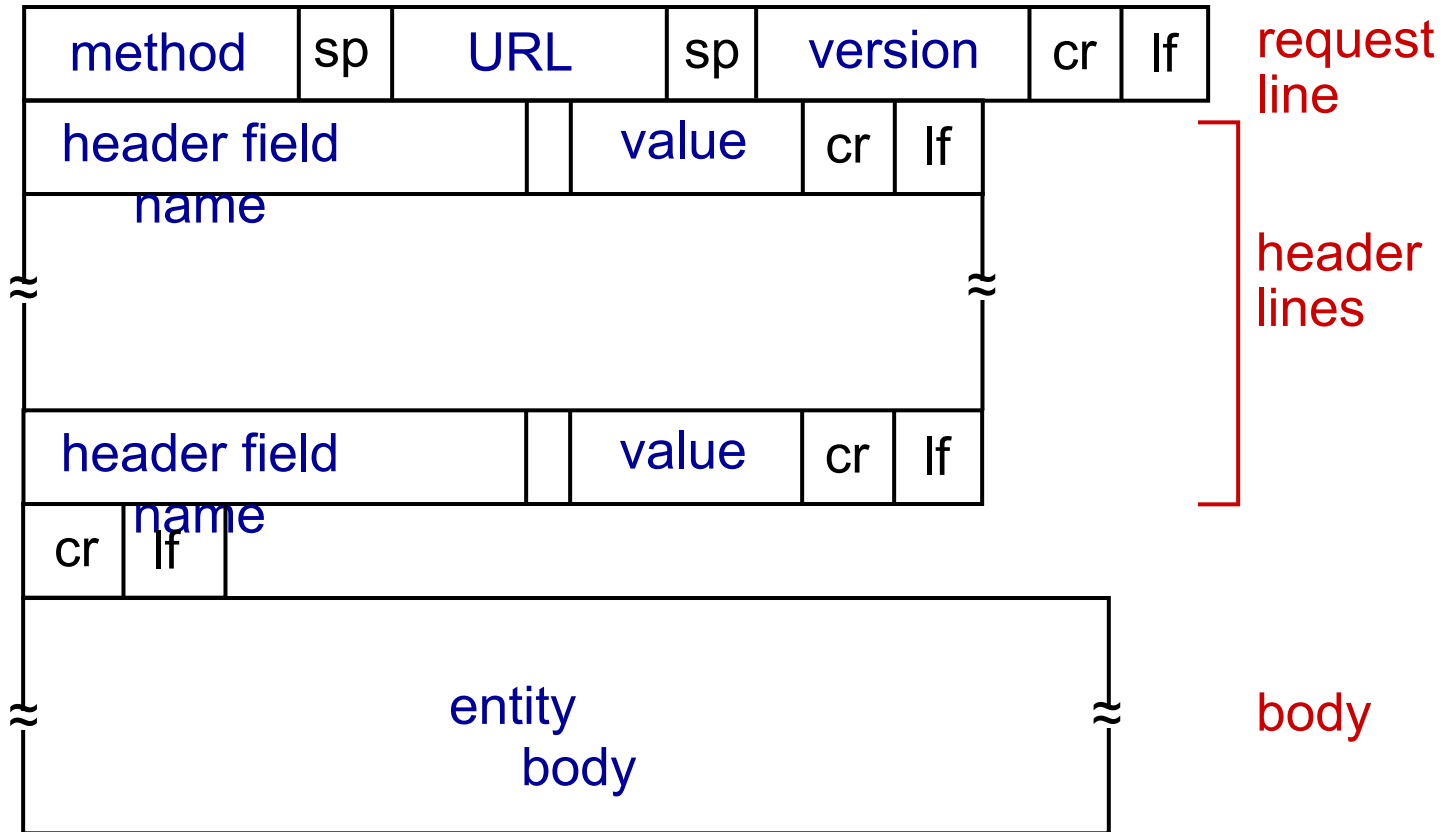 method sp URL sp version cr lf request
line
header field value cr lf
name
header
lines
header field value cr lf
name
cr lf
entity
body
body